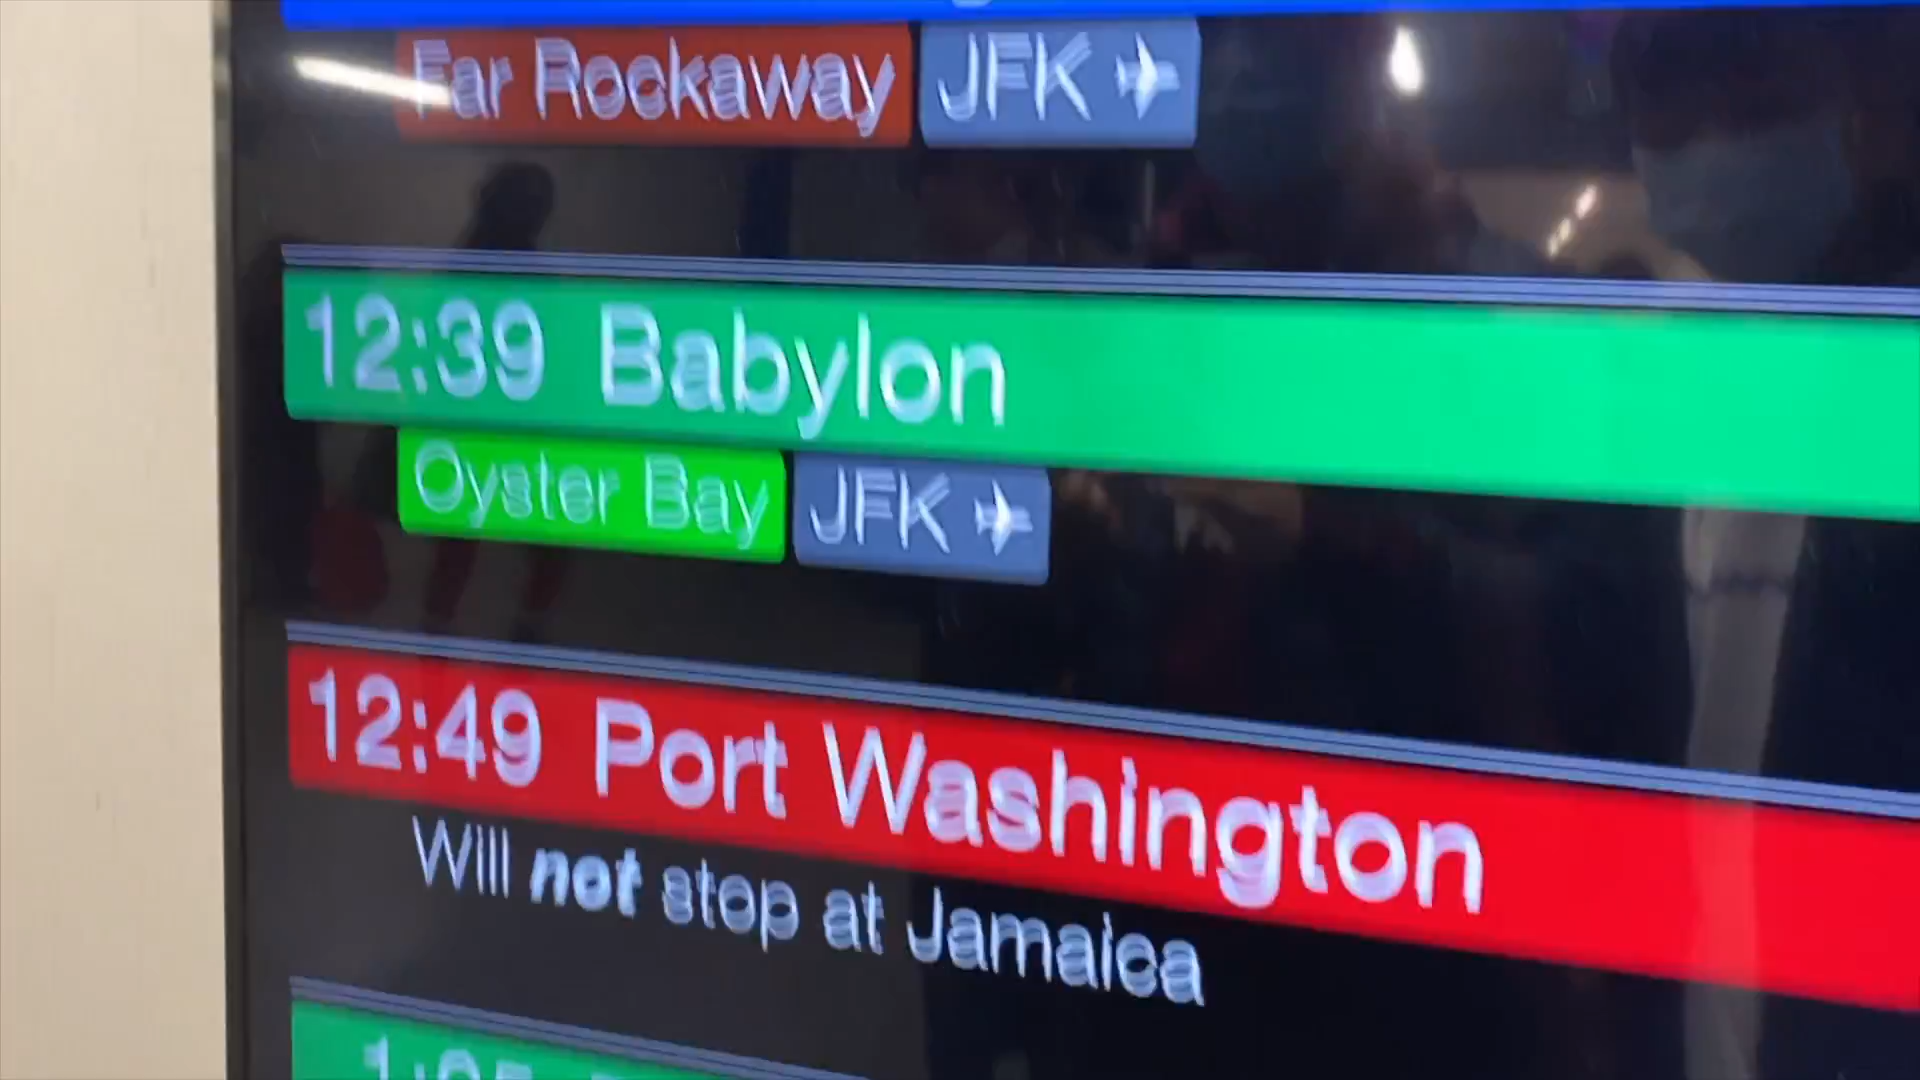 Far Rockaway JFK
12:39 Babylon
Oyster Bay JFK
12:49 Port Washington
Will not stop at Jamaica